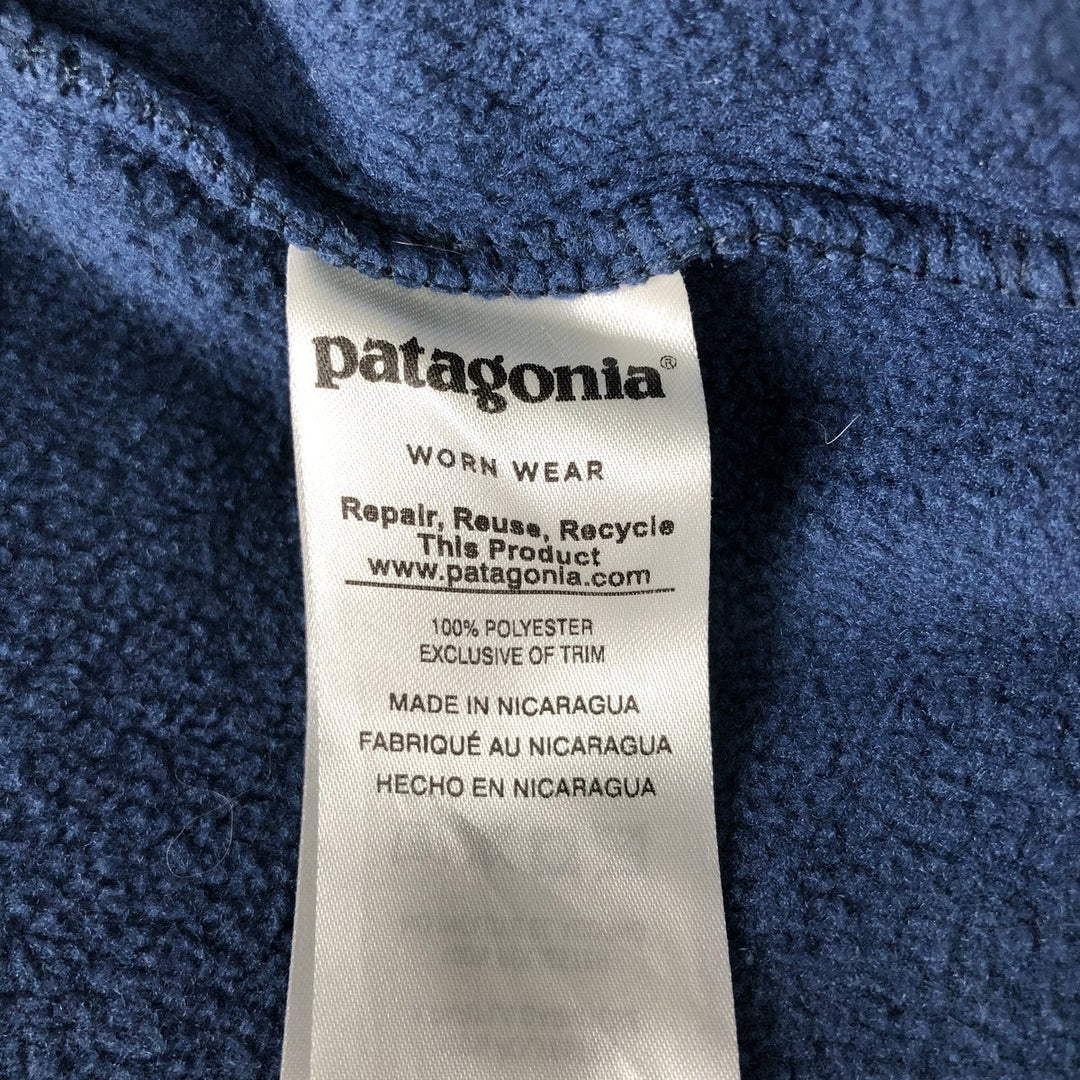 patagonia®
WORN WEAR
Repair, Reuse, Recycle
This Product
www.patagonia.com
100% POLYESTER
EXCLUSIVE OF TRIM
MADE IN NICARAGUA
FABRIQUÉ AU NICARAGUA
HECHO EN NICARAGUA